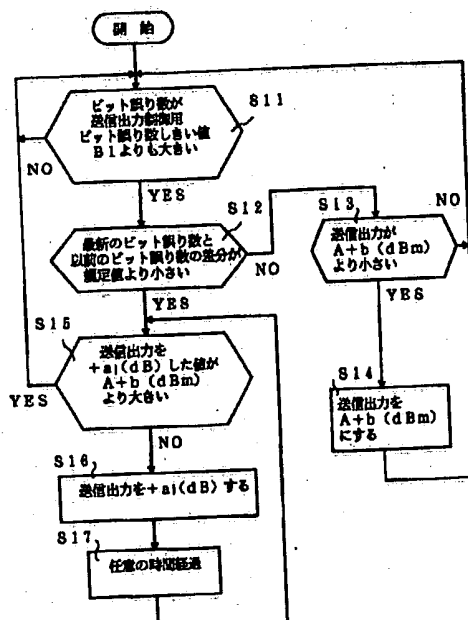 開始
ビット誤り数が
送信出力制御用
ビット誤り数しきい値
B1よりも大きい
S11
NO
YES
最新のビット誤り数と
以前のビット誤り数の差分が
規定値より小さい
S12
NO
YES
送信出力が
A+b(dBm)
より小さい
S13
NO
YES
送信出力を
A+b(dBm)
にする
S14
送信出力を
+a1(dB)した値が
A+b(dBm)
より大きい
S15
YES
NO
S16
送信出力を+a1(dB)する
S17
任意の時間経過